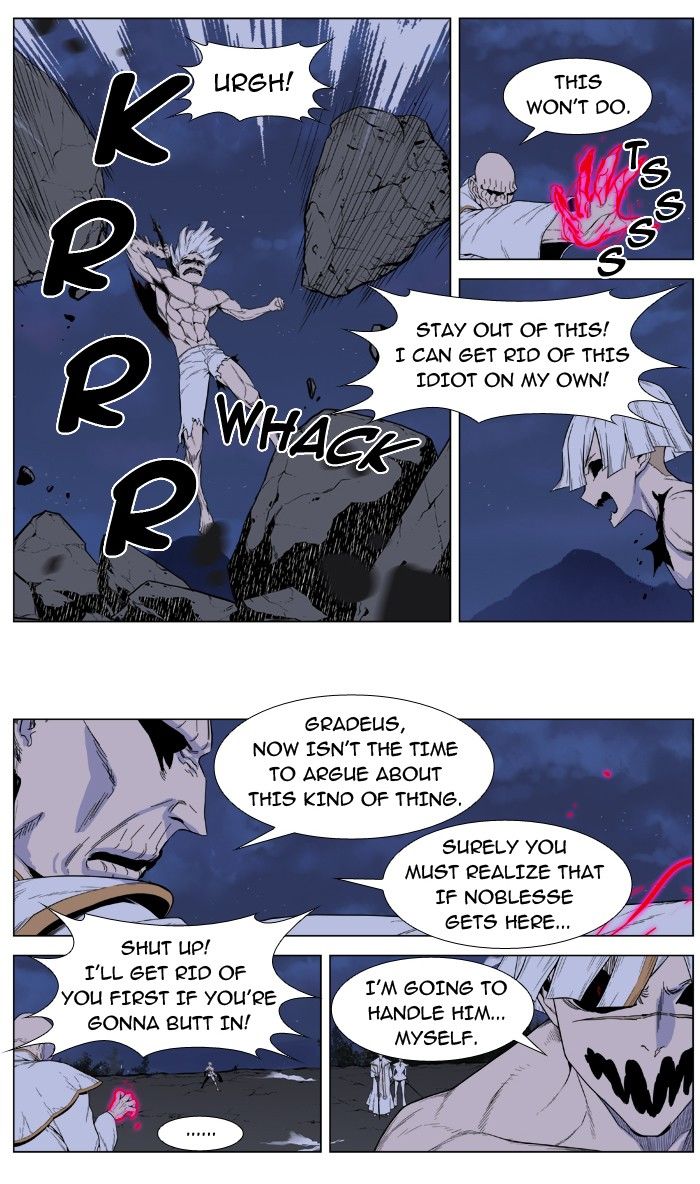 URGH!
KRRRR
WHACK
THIS
WON'T DO.
TSSSS
STAY OUT OF THIS!
I CAN GET RID OF THIS
IDIOT ON MY OWN!
GRADEUS,
NOW ISN'T THE TIME
TO ARGUE ABOUT
THIS KIND OF THING.
SURELY YOU
MUST REALIZE THAT
IF NOBLESSE
GETS HERE...
SHUT UP!
I'LL GET RID OF
YOU FIRST IF YOU'RE
GONNA BUTT IN!
......
I'M GOING TO
HANDLE HIM...
MYSELF.